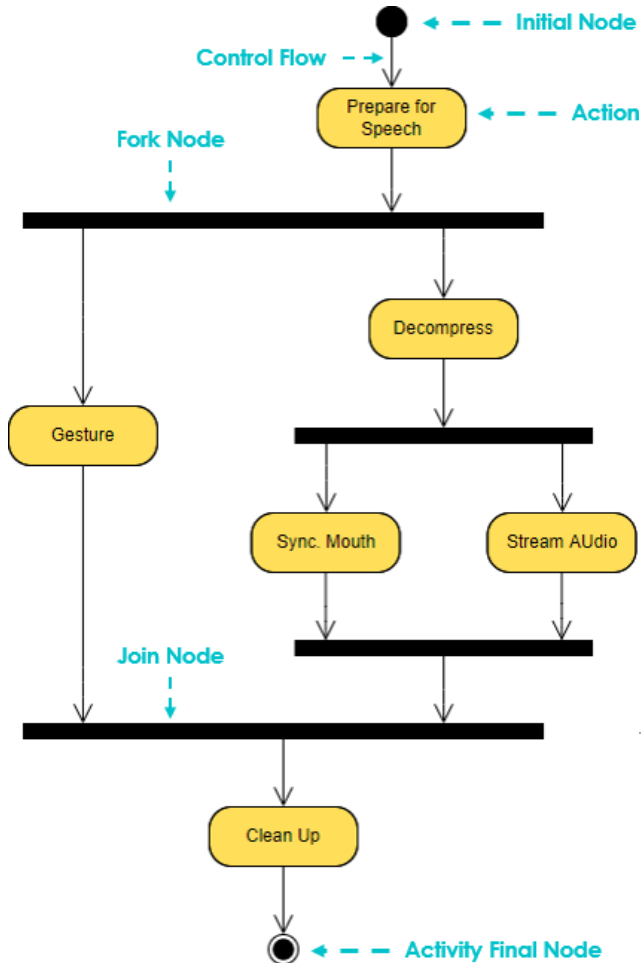 Initial Node
Control Flow
Prepare for
Speech
Action
Fork Node
Decompress
Gesture
Sync. Mouth
Stream AUdio
Join Node
Clean Up
Activity Final Node